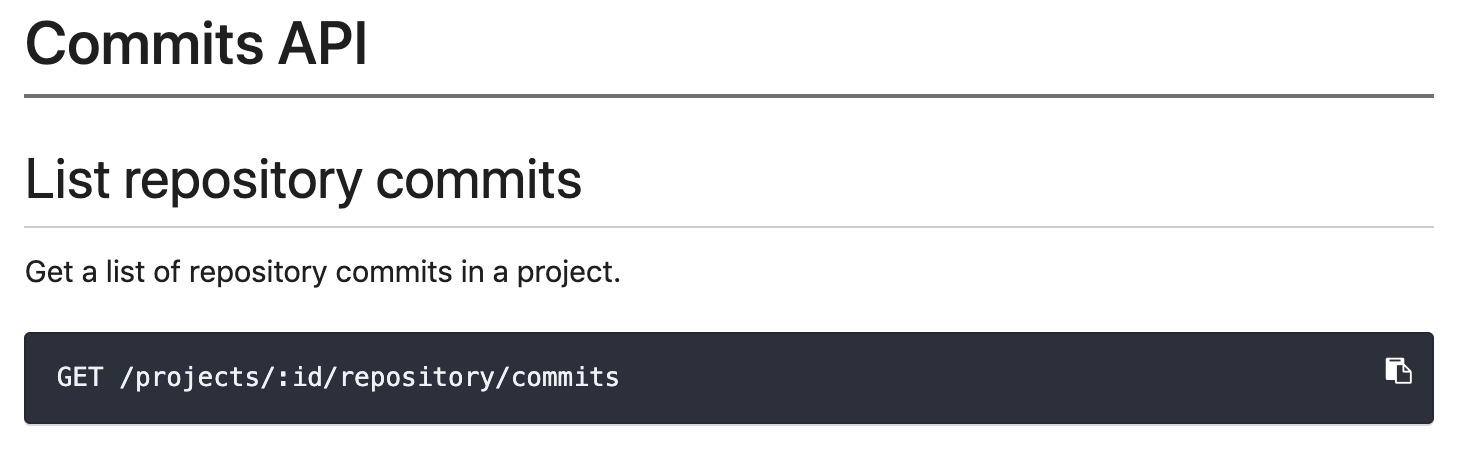 Commits API
List repository commits
Get a list of repository commits in a project.
GET /projects/:id/repository/commits